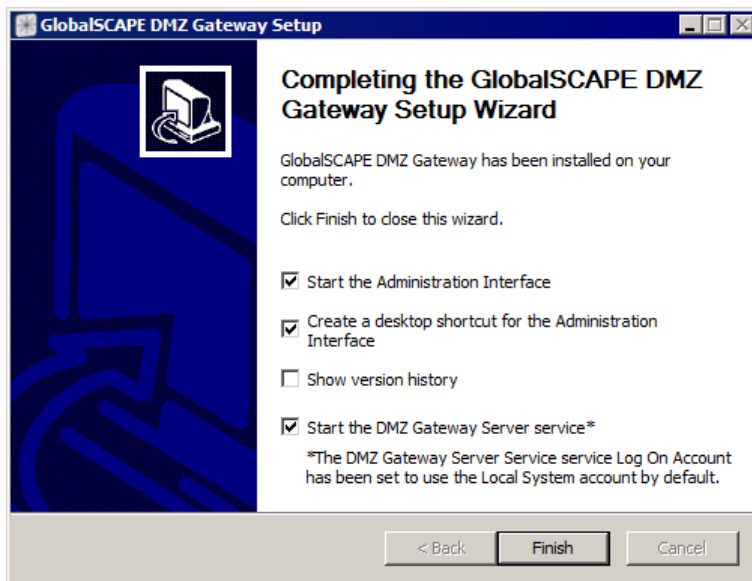 GlobalSCAPE DMZ Gateway Setup
Completing the GlobalSCAPE DMZ
Gateway Setup Wizard
GlobalSCAPE DMZ Gateway has been installed on your
computer.
Click Finish to close this wizard.
Start the Administration Interface
Create a desktop shortcut for the Administration
Interface
Show version history
Start the DMZ Gateway Server service*
*The DMZ Gateway Server Service service Log On Account
has been set to use the Local System account by default.
< Back
Finish
Cancel